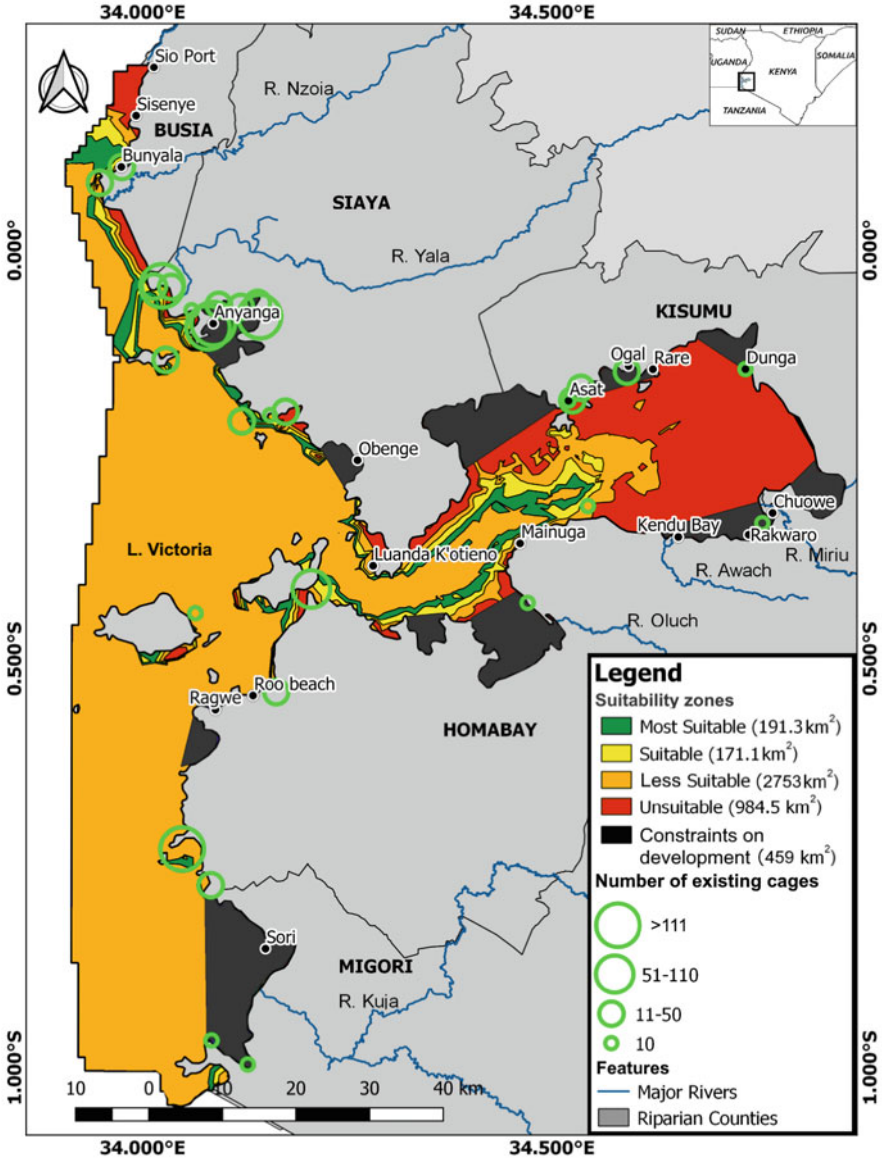 34.000°E
34.500°E
SUDAN
ETHIOPIA
UGANDA
SOMALIA
KENYA
TANZANIA
Sio Port
R. Nzoia
Sisenye
BUSIA
Bunyala
SIAYA
0.000°
0.000°
R. Yala
Anyanga
KISUMU
Ogal
Rare
Dunga
Asat
Obenge
Chuowe
Kendu Bay
Mainuga
Rakwaro
L. Victoria
Luanda K'otieno
R. Miriu
R. Awach
R. Oluch
0.500°S
0.500°S
Roo beach
Ragwe
HOMABAY
Sori
MIGORI
R. Kuja
1.000°S
1.000°S
Legend
Suitability zones
Most Suitable (191.3 km²)
Suitable (171.1 km²)
Less Suitable (2753 km²)
Unsuitable (984.5 km²)
Constraints on
development (459 km²)
Number of existing cages
>111
51-110
11-50
10
Features
Major Rivers
Riparian Counties
10 0 10 20 30 40 km
34.000°E
34.500°E